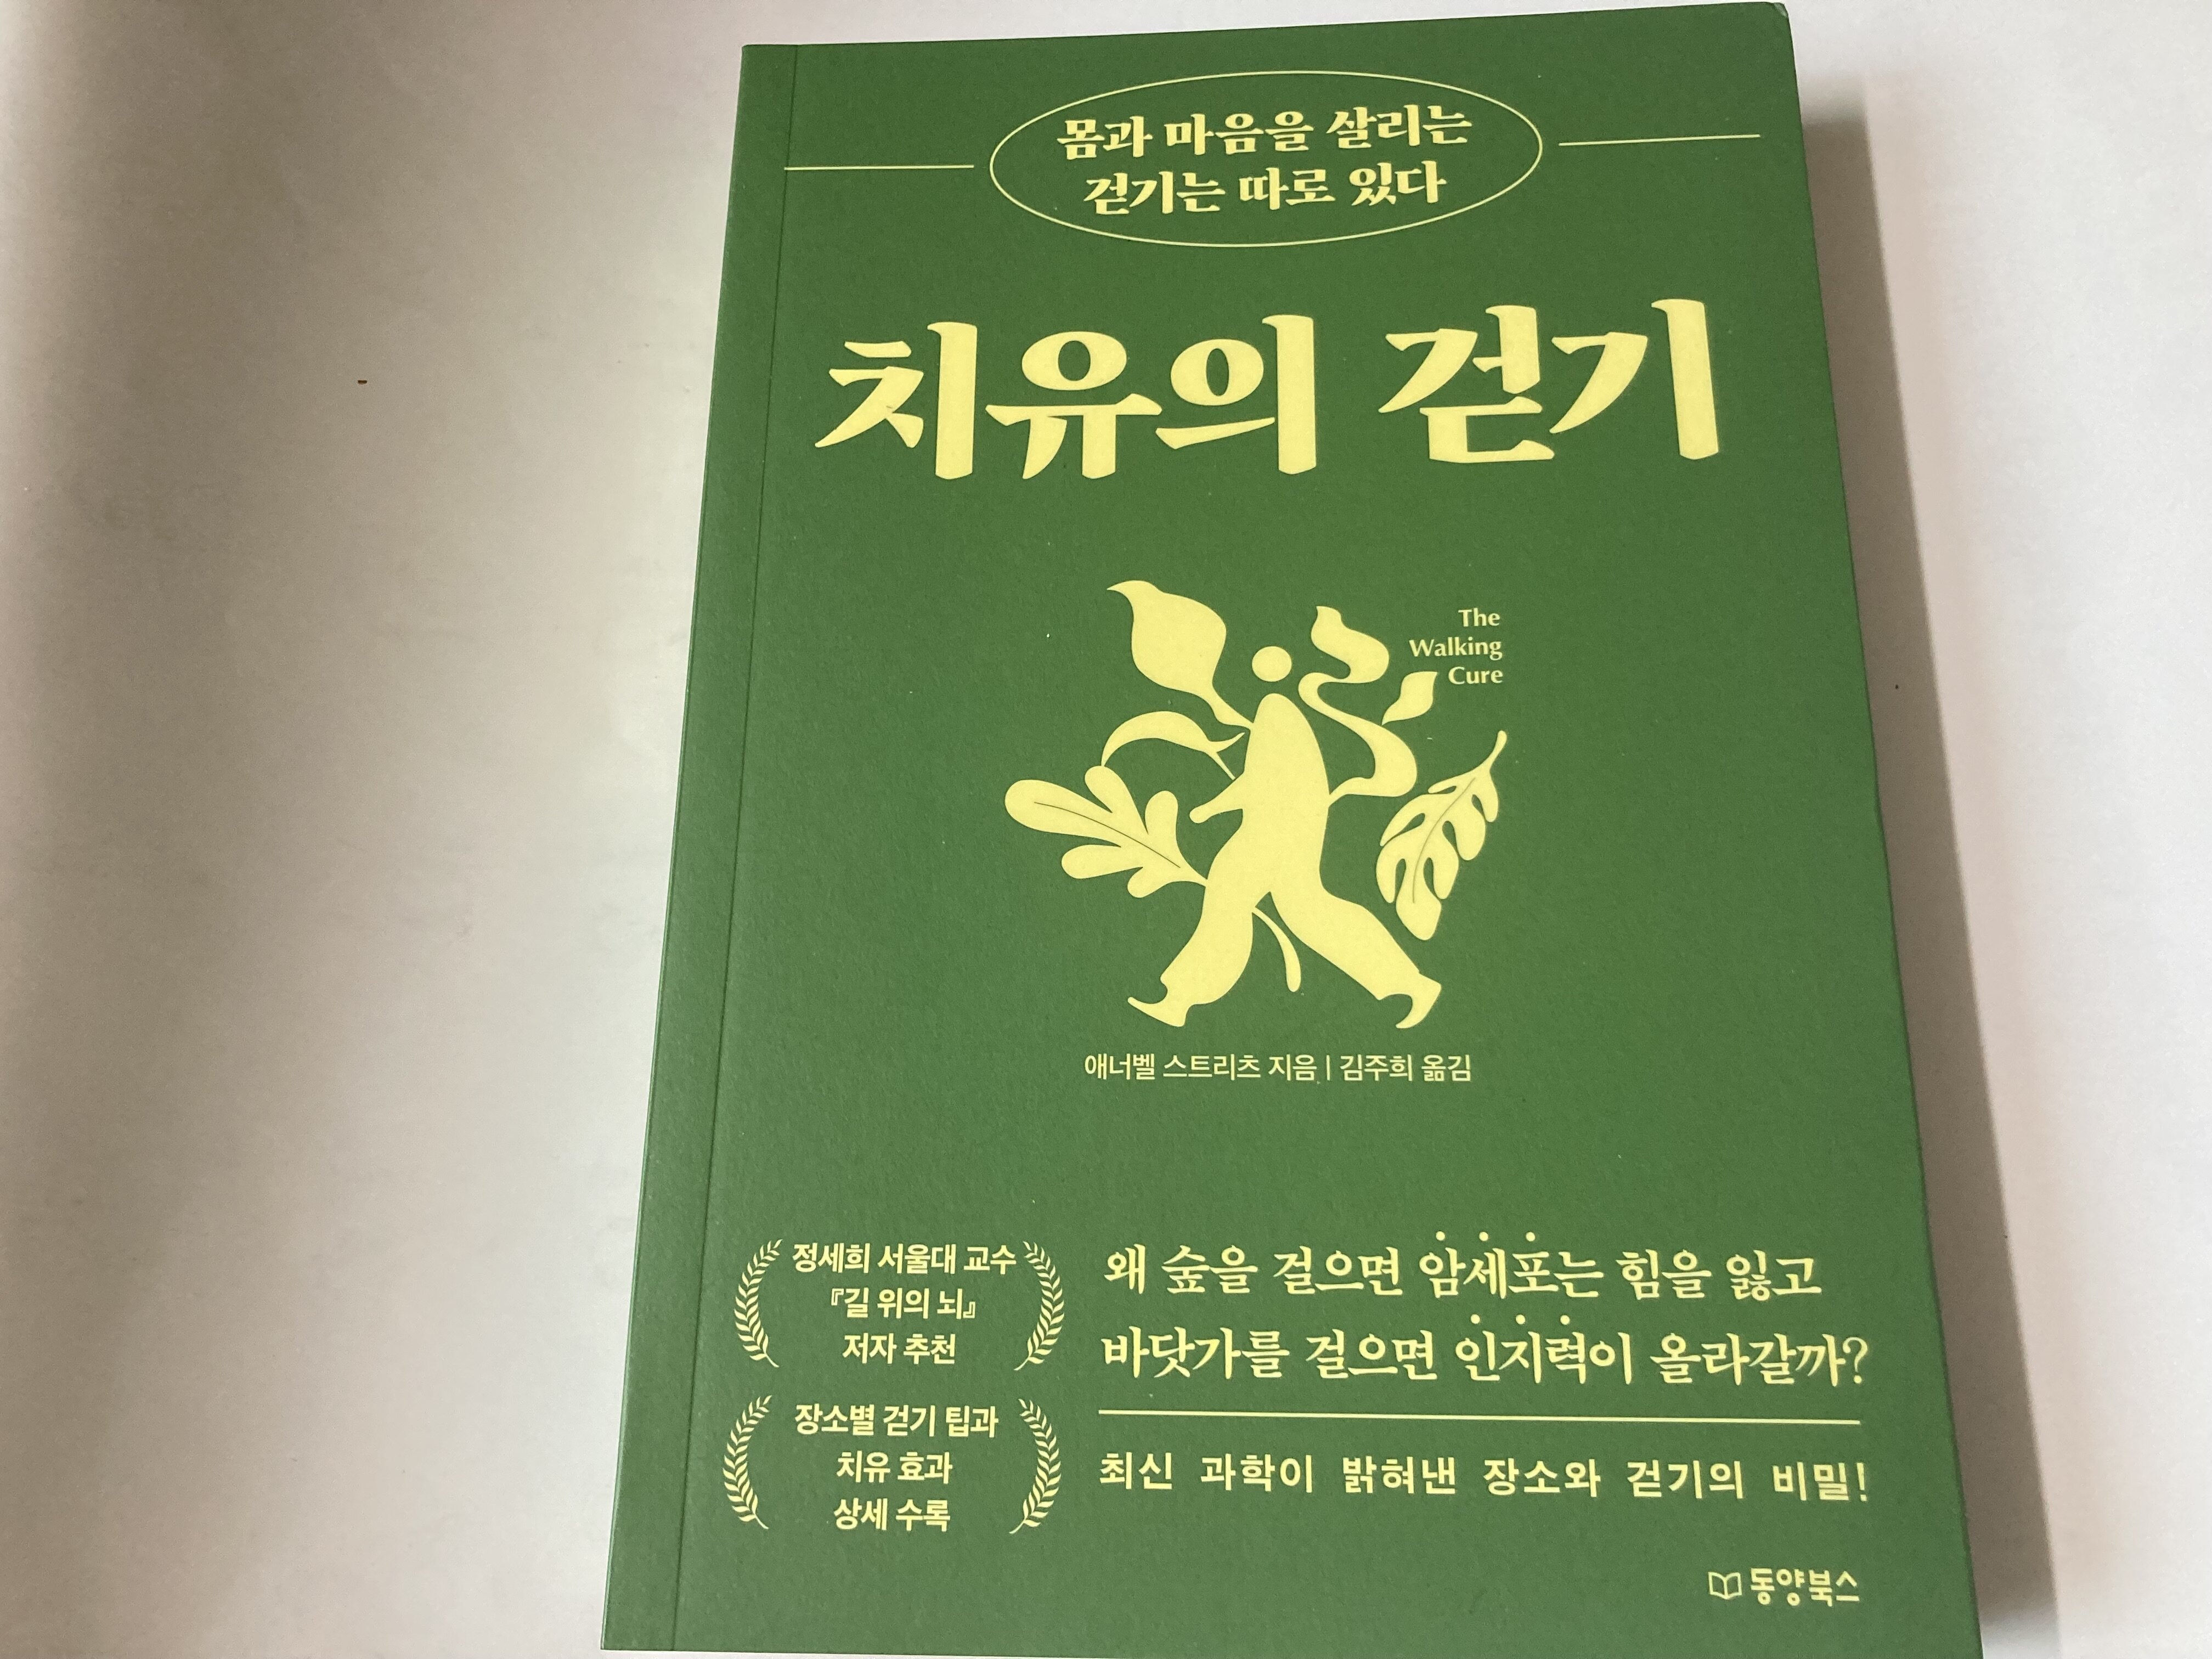 몸과 마음을 살리는
걷기는 따로 있다
치유의 걷기
The
Walking
Cure
애너벨 스트리츠 지음 | 김주희 옮김
정세희 서울대 교수
『길 위의 뇌』
저자 추천
장소별 걷기 팁과
치유 효과
상세 수록
왜 숲을 걸으면 암세포는 힘을 잃고
바닷가를 걸으면 인지력이 올라갈까?
최신 과학이 밝혀낸 장소와 걷기의 비밀!
동양북스